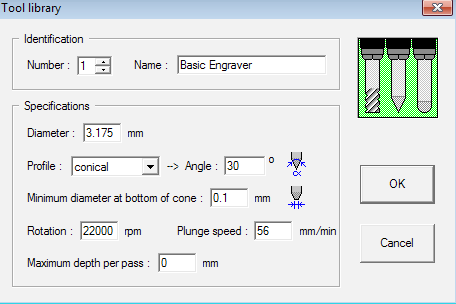 Tool library
Identification
Number : 1 Name : Basic Engraver
Specifications
Diameter : 3.175 mm
Profile : conical --> Angle : 30 º α
Minimum diameter at bottom of cone : 0.1 mm
Rotation : 22000 rpm Plunge speed : 56 mm/min
Maximum depth per pass : 0 mm
OK
Cancel